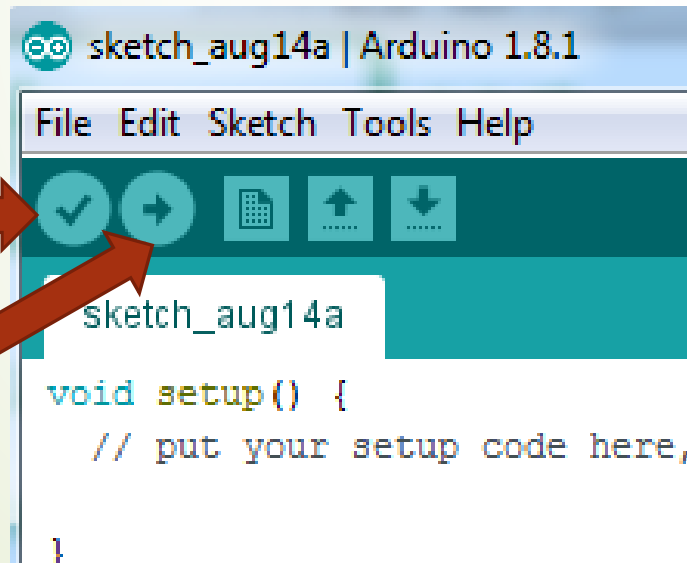 sketch_aug14a | Arduino 1.8.1
File Edit Sketch Tools Help
sketch_aug14a
void setup() {
// put your setup code here,
}